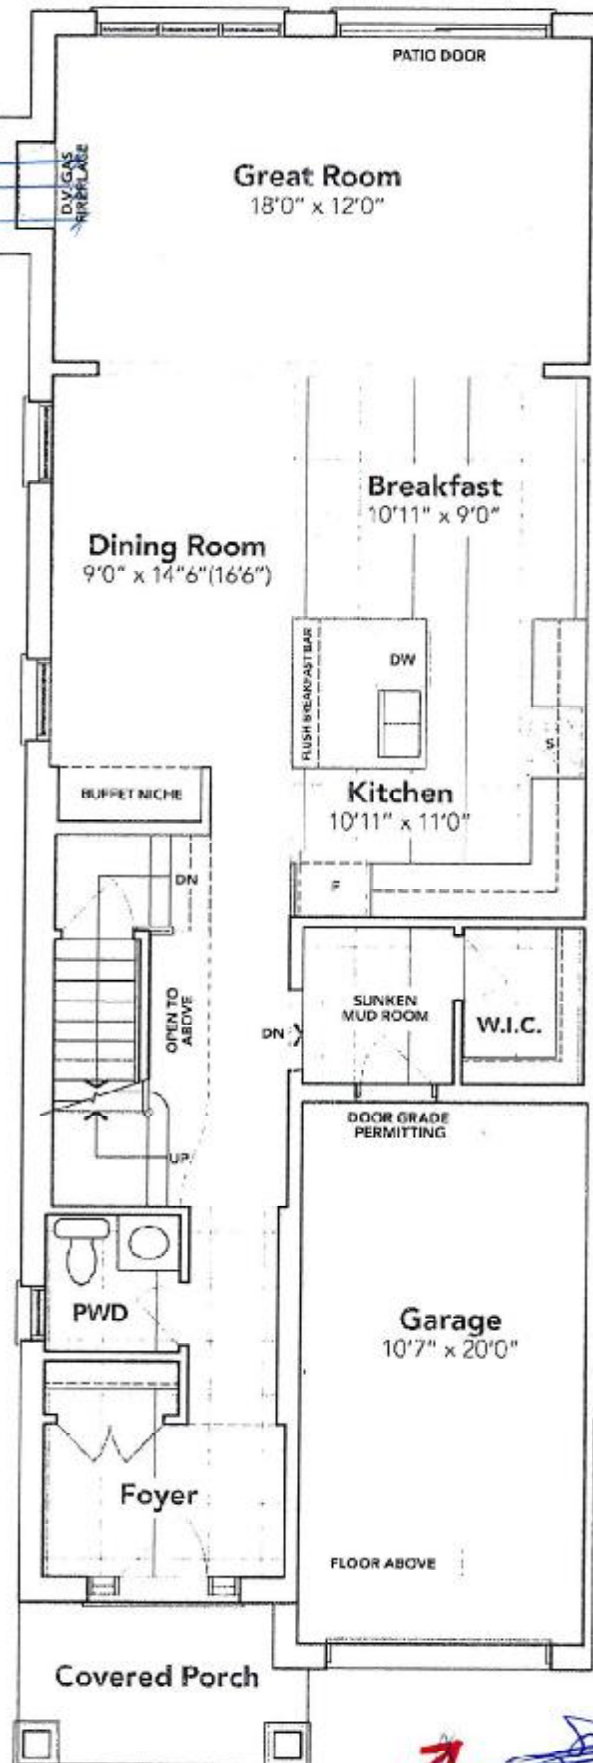 PATIO DOOR
D.V. GAS
FIREPLACE
Great Room
18'0" x 12'0"
Breakfast
10'11" x 9'0"
Dining Room
9'0" x 14"6"(16'6")
FLUSH BREAKFAST BAR
DW
S
BUFFET NICHE
Kitchen
10'11" x 11'0"
F
DN
OPEN TO
ABOVE
SUNKEN
MUD ROOM
W.I.C.
DN
DOOR GRADE
PERMITTING
UP
PWD
Garage
10'7" x 20'0"
Foyer
FLOOR ABOVE
Covered Porch